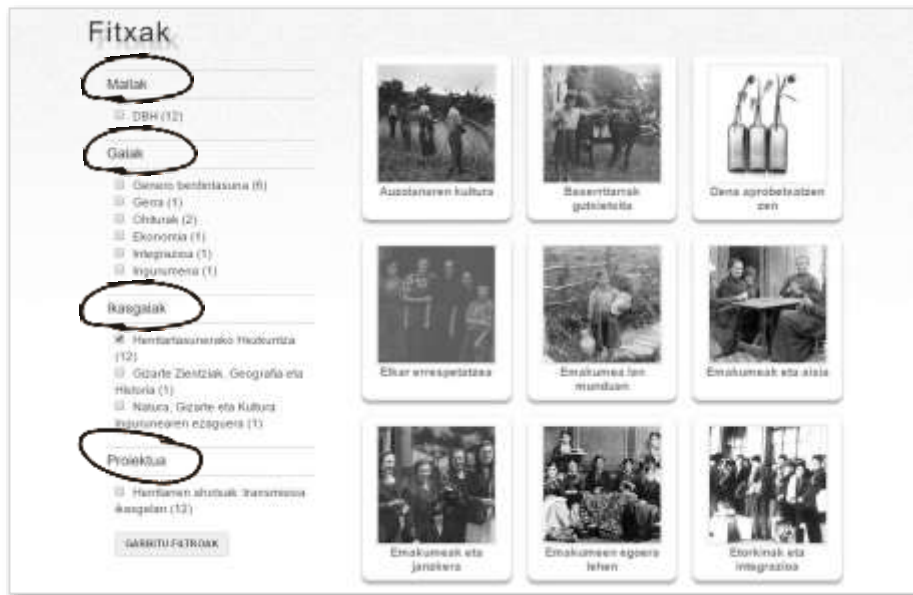 Fitxak
Mailak
DBH (12)
Gaiak
Genero berdintasuna (6)
Gerra (1)
Ohiturak (2)
Ekonomia (1)
Integrazioa (1)
Ingurumena (1)
Ikasgaiak
Herritartasunerako Hezkuntza
(12)
Gizarte Zientziak, Geografia eta
Historia (1)
Natura, Gizarte eta Kultura
Ingurunearen ezaguera (1)
Proiektua
Herritarren ahotsak: transmisioa
ikasgelan (12)
GARBITU FILTROAK
Auzolanaren kultura
Baserritarrak
gutxietsita
Dena aprobetxatzen
zen
Elkar errespetatzea
Emakumea lan
munduan
Emakumeak eta aisia
Emakumeak eta
janakera
Emakumeen egoera
lehen
Etorkinak eta
integrazioa